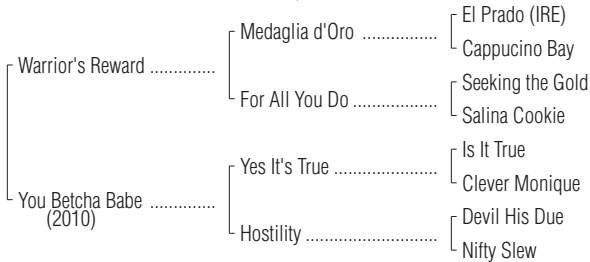 El Prado (IRE)
Medaglia d'Oro ................
Cappucino Bay
Warrior's Reward ..............
Seeking the Gold
For All You Do ..................
Salina Cookie
Is It True
Yes It's True ......................
Clever Monique
You Betcha Babe ..............
(2010)
Devil His Due
Hostility ............................
Nifty Slew